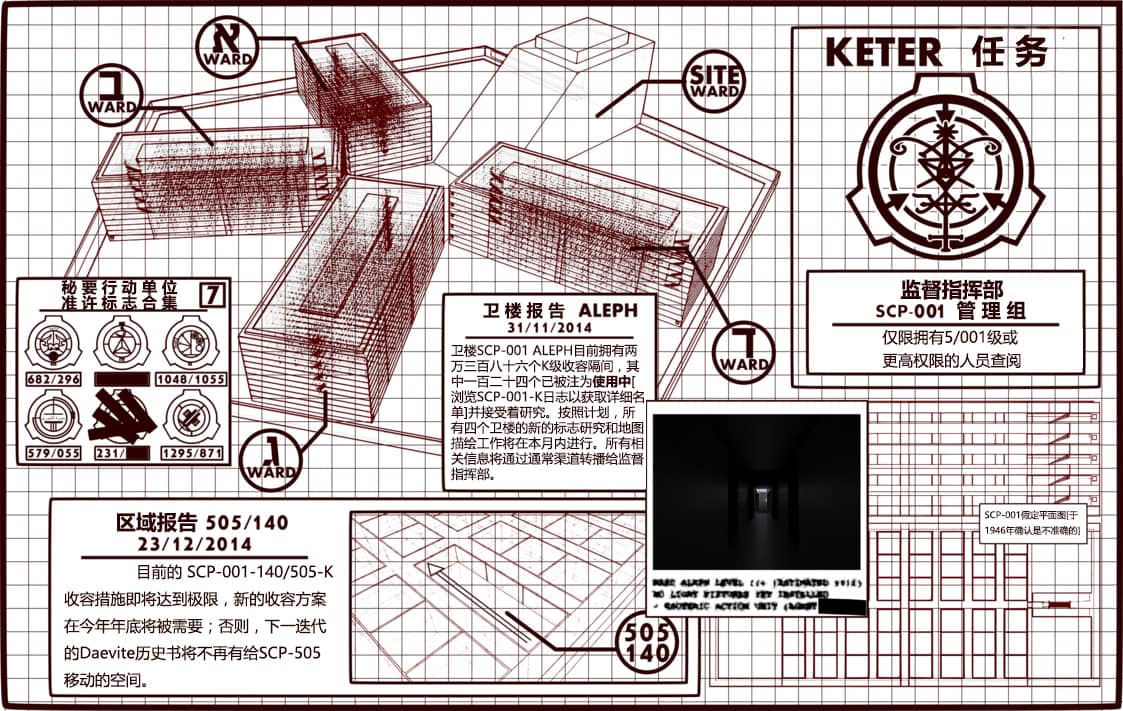 א
WARD
ב
WARD
SITE
WARD
KETER 任务
监督指挥部
SCP-001 管理组
仅限拥有5/001级或
更高权限的人员查阅
秘要行动单位
准许标志合集
7
682/296
1048/1055
579/055
231/
1295/871
卫楼报告 ALEPH
31/11/2014
卫楼SCP-001 ALEPH目前拥有两
万三百八十六个K级收容隔间，其
中一百二十四个已被注为使用中[
浏览SCP-001-K日志以获取详细名
单]并接受着研究。按照计划，所
有四个卫楼的新的标志研究和地图
描绘工作将在本月内进行。所有相
关信息将通过通常渠道转播给监督
指挥部。
ד
WARD
ג
WARD
区域报告 505/140
23/12/2014
目前的 SCP-001-140/505-K
收容措施即将达到极限，新的收容方案
在今年年底将被需要；否则，下一迭代
的Daevite历史书将不再有给SCP-505
移动的空间。
505
140
ALEPH LEVEL
NO LIGHT FIXTURES YET INSTALLED
- ESOTERIC ACTION UNIT
SCP-001假定平面图[于
1946年确认是不准确的]